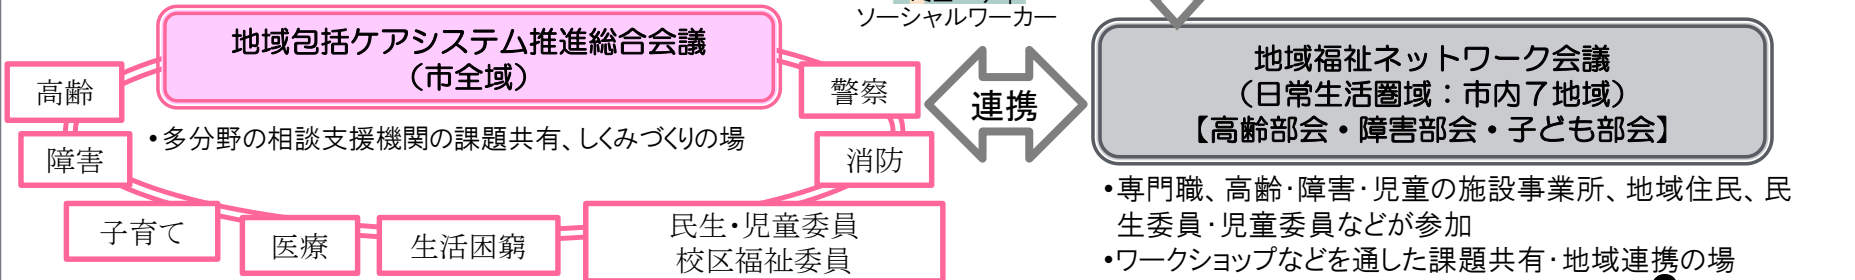 ソーシャルワーカー
地域包括ケアシステム推進総合会議
（市全域）
高齢
警察
・多分野の相談支援機関の課題共有、しくみづくりの場
障害
消防
子育て
医療
生活困窮
民生・児童委員
校区福祉委員
連携
地域福祉ネットワーク会議
（日常生活圏域：市内７地域）
【高齢部会・障害部会・子ども部会】
•専門職、高齢・障害・児童の施設事業所、地域住民、民
生委員・児童委員などが参加
•ワークショップなどを通した課題共有・地域連携の場